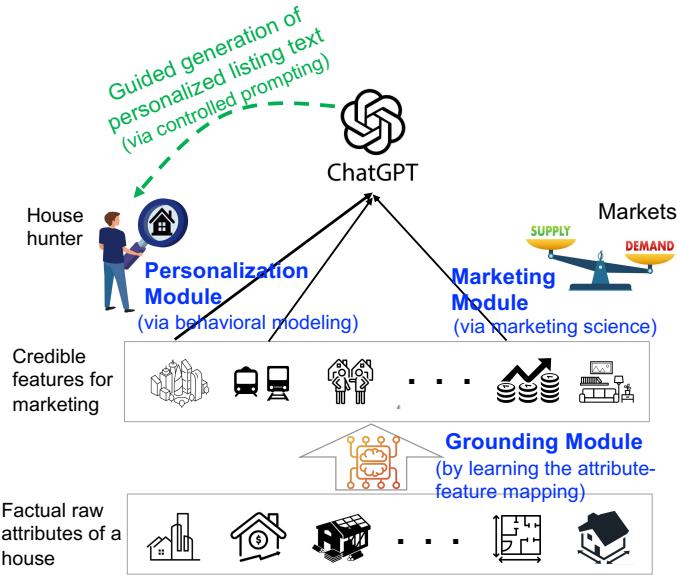 Guided generation of
personalized listing text
(via controlled prompting)
ChatGPT
House
hunter
Markets
SUPPLY
DEMAND
Personalization
Module
(via behavioral modeling)
Marketing
Module
(via marketing science)
Credible
features for
marketing
. . .
Grounding Module
(by learning the attribute-
feature mapping)
Factual raw
attributes of a
house
. . .
$